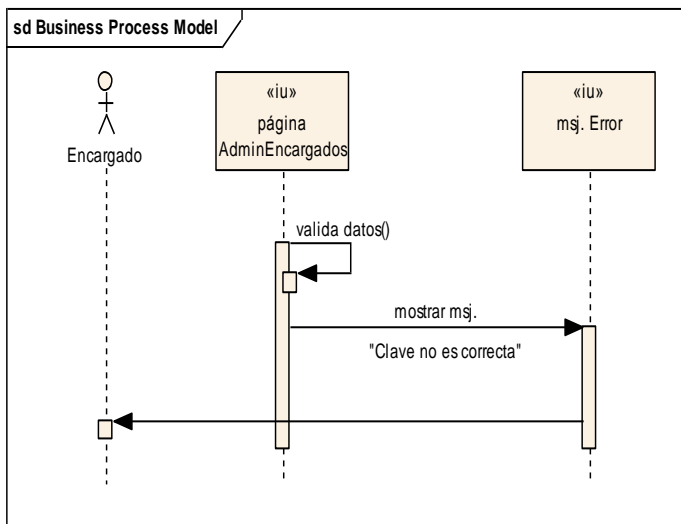 sd Business Process Model
Encargado
«iu»
página
AdminEncargados
«iu»
msj. Error
valida datos()
mostrar msj.
"Clave no es correcta"